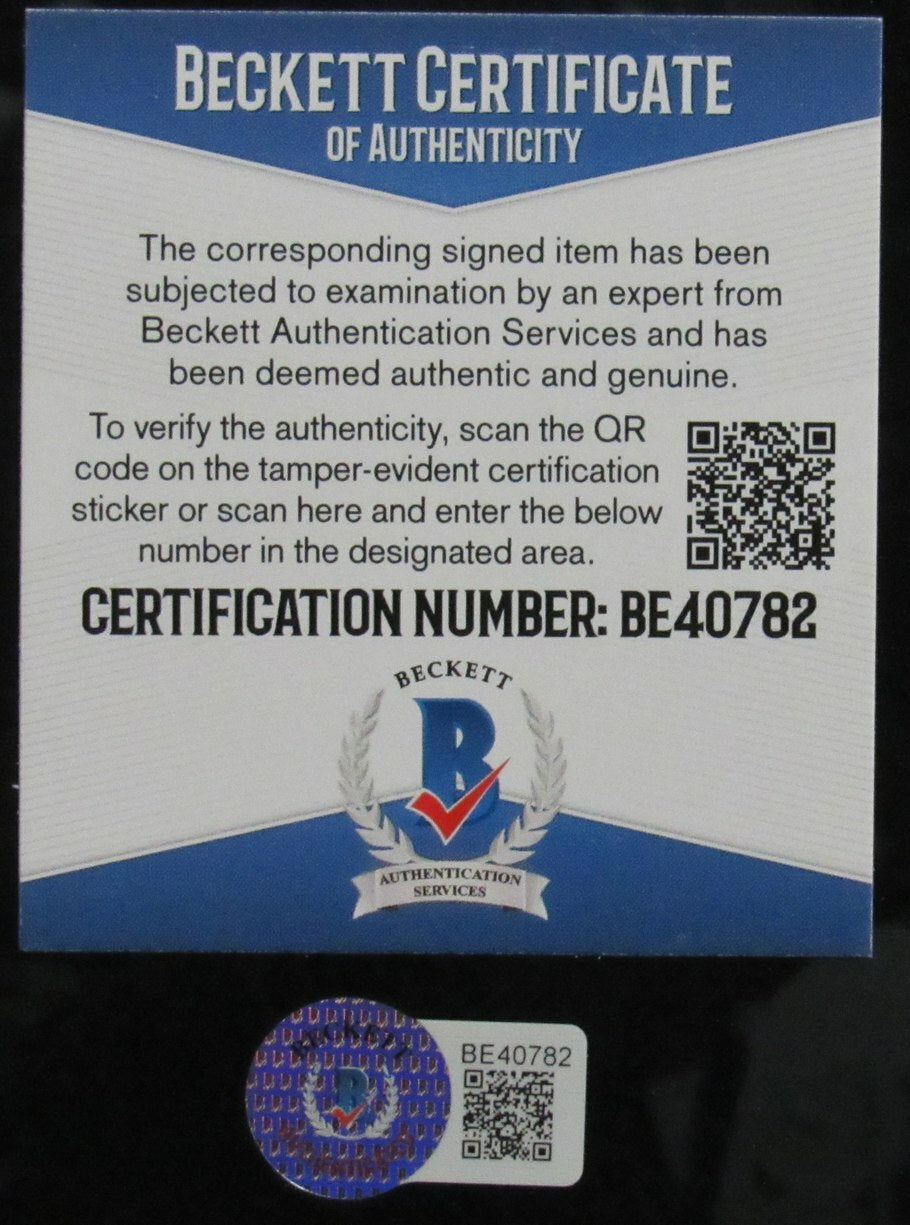 BECKETT CERTIFICATE
OF AUTHENTICITY
The corresponding signed item has been
subjected to examination by an expert from
Beckett Authentication Services and has
been deemed authentic and genuine.
To verify the authenticity, scan the QR
code on the tamper-evident certification
sticker or scan here and enter the below
number in the designated area.
CERTIFICATION NUMBER: BE40782
BECKETT
B
AUTHENTICATION
SERVICES
BECKETT
B
BE40782